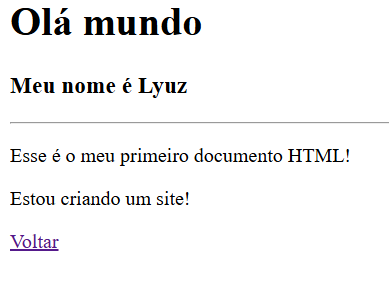 Olá mundo
Meu nome é Lyuz
Esse é o meu primeiro documento HTML!
Estou criando um site!
Voltar